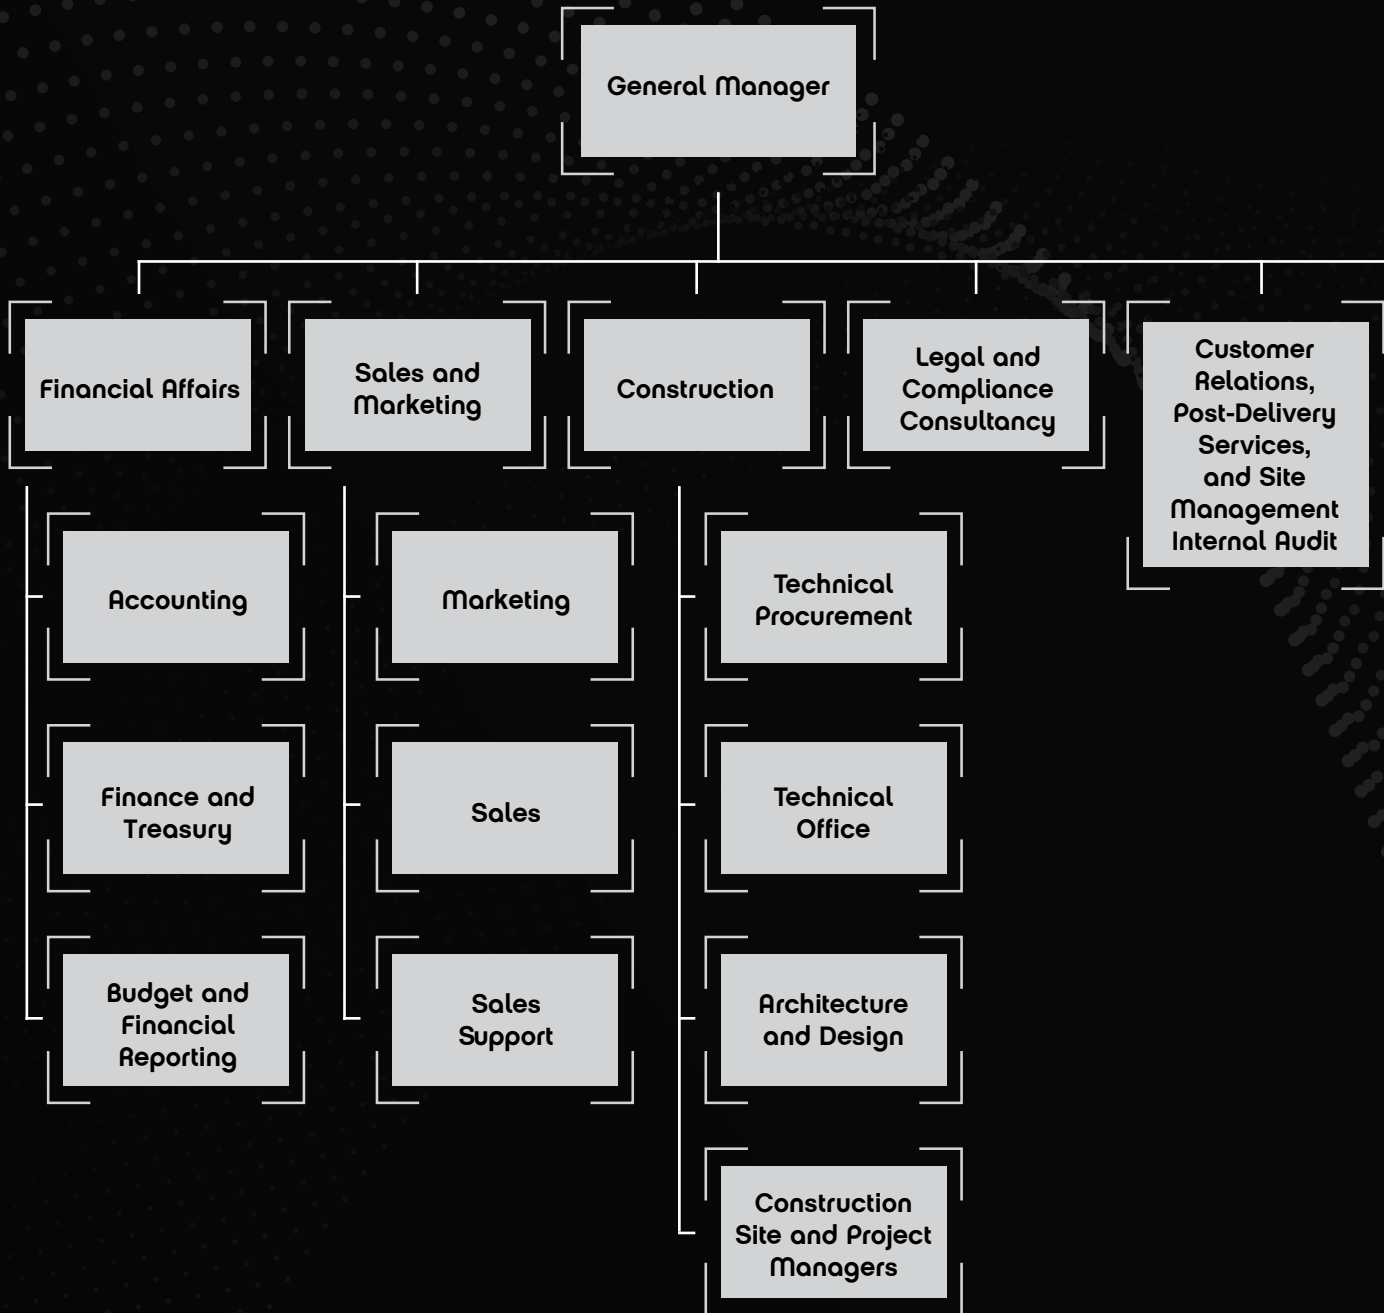 General Manager
Financial Affairs
Sales and
Marketing
Construction
Legal and
Compliance
Consultancy
Customer
Relations,
Post-Delivery
Services,
and Site
Management
Internal Audit
Accounting
Marketing
Technical
Procurement
Finance and
Treasury
Sales
Technical
Office
Budget and
Financial
Reporting
Sales
Support
Architecture
and Design
Construction
Site and Project
Managers